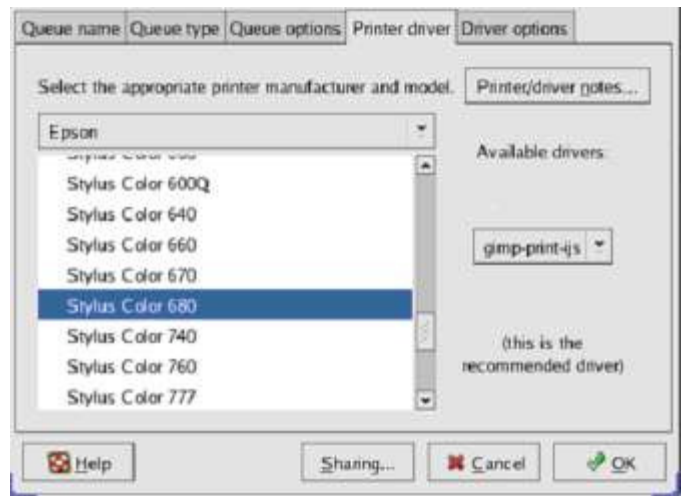 Queue name Queue type Queue options Printer driver Driver options
Select the appropriate printer manufacturer and model. Printer/driver notes...
Epson
Available drivers
Stylus Color 600Q
Stylus Color 640
Stylus Color 660
gimp-print-ijs
Stylus Color 670
Stylus Color 680
Stylus Color 740
(this is the
recommended driver)
Stylus Color 760
Stylus Color 777
Help Sharing... Cancel OK